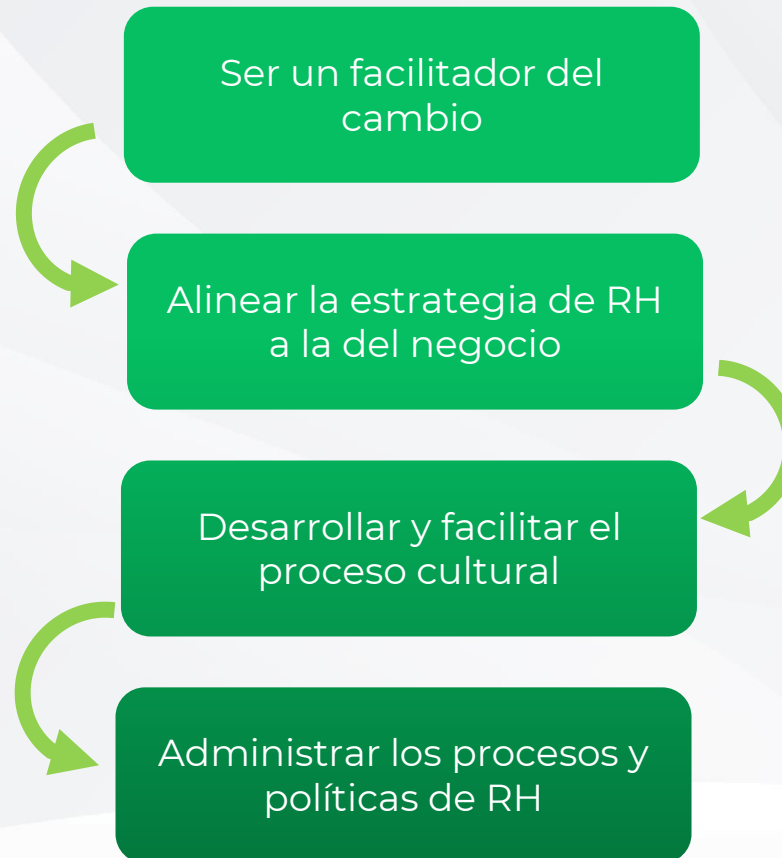 Ser un facilitador del
cambio
Alinear la estrategia de RH
a la del negocio
Desarrollar y facilitar el
proceso cultural
Administrar los procesos y
políticas de RH